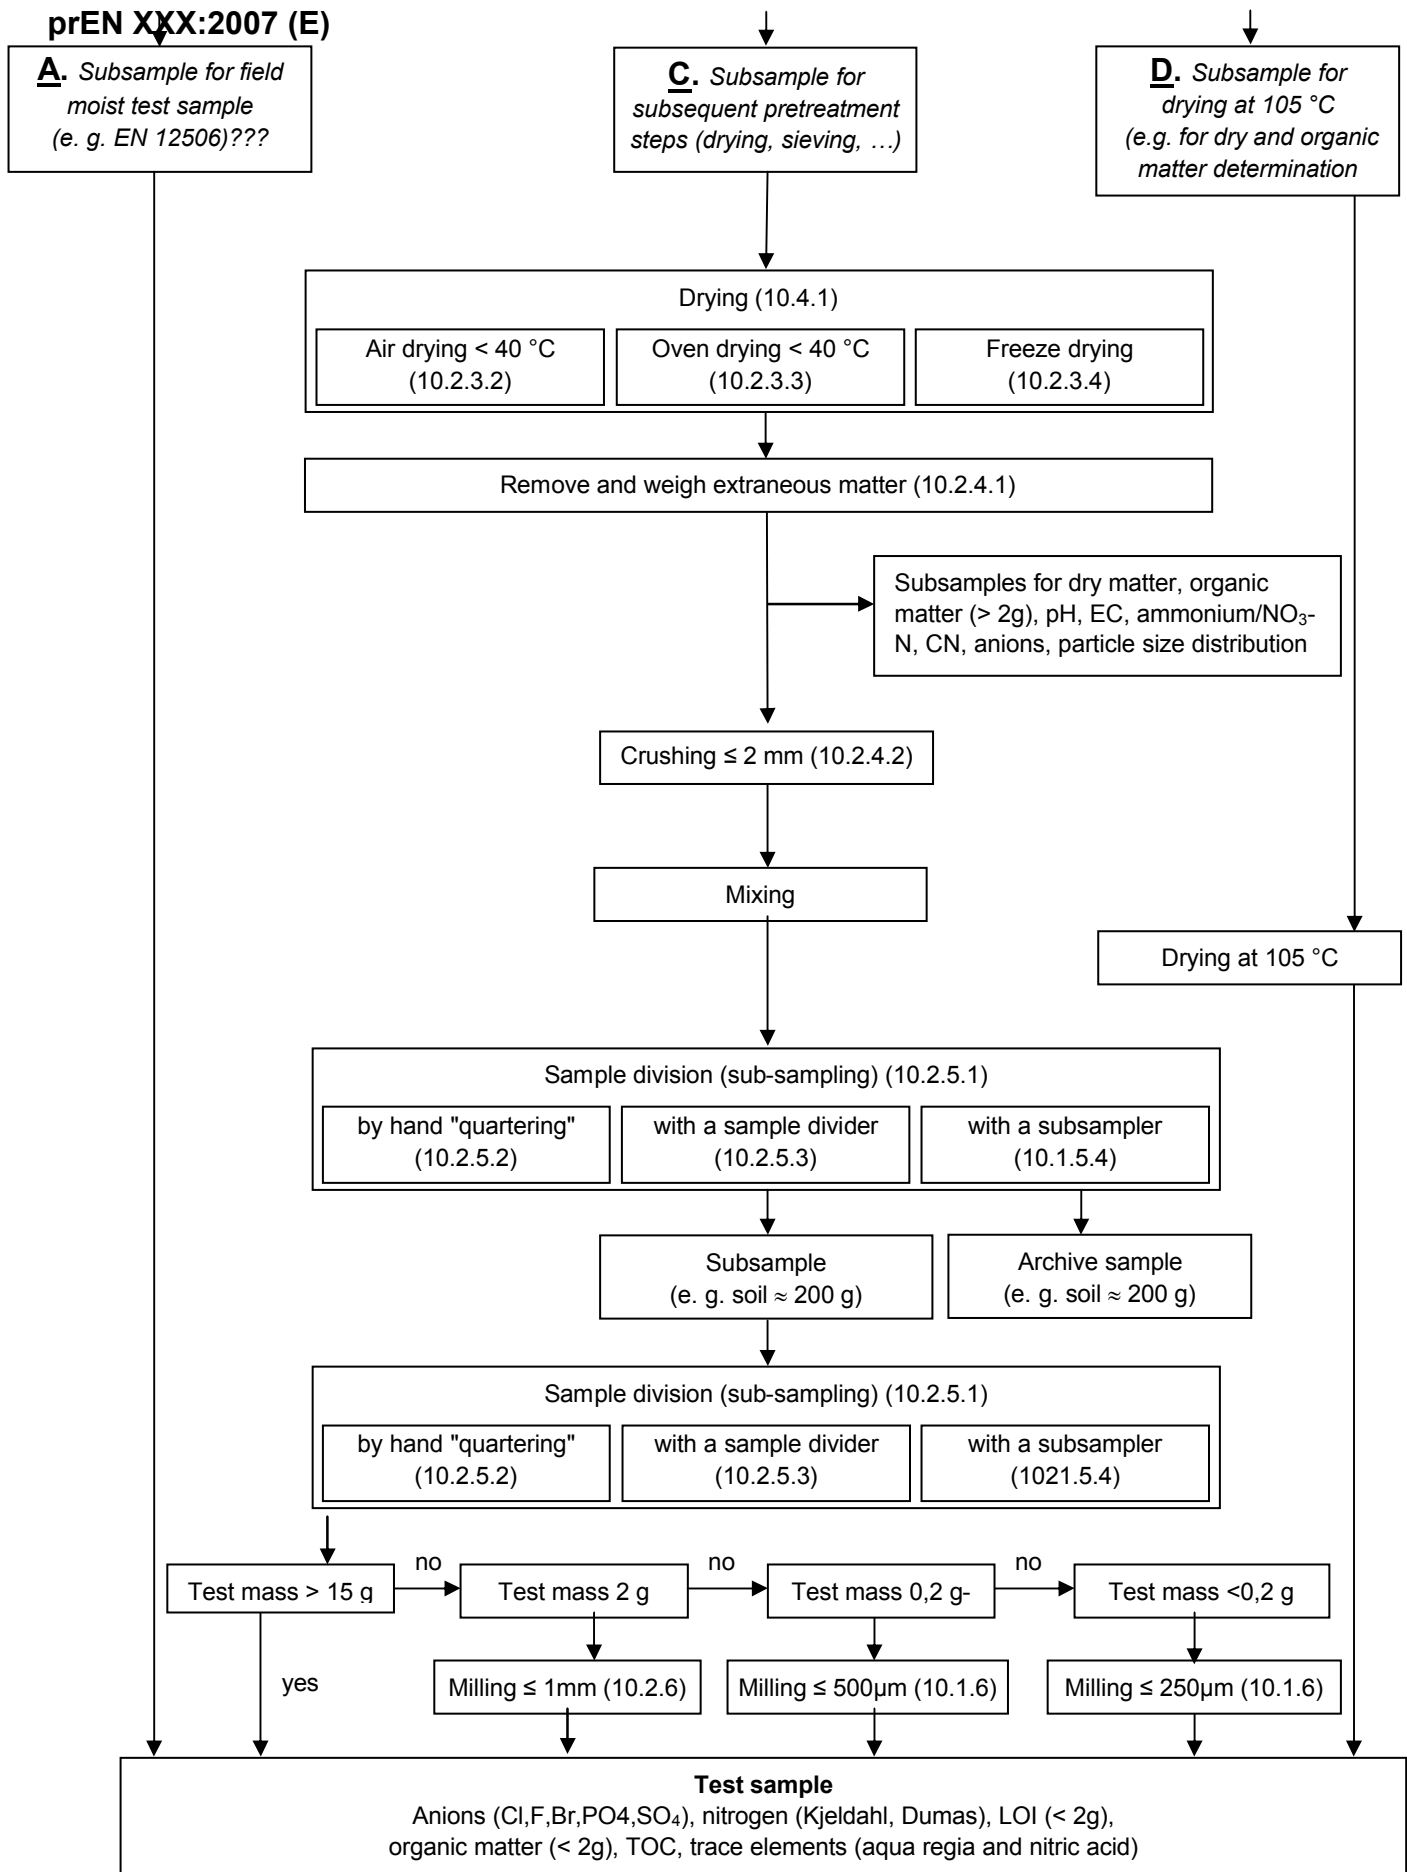 prEN XXX:2007 (E)
A. Subsample for field
moist test sample
(e. g. EN 12506)???
C. Subsample for
subsequent pretreatment
steps (drying, sieving, …)
D. Subsample for
drying at 105 °C
(e.g. for dry and organic
matter determination
Drying (10.4.1)
Air drying < 40 °C
(10.2.3.2)
Oven drying < 40 °C
(10.2.3.3)
Freeze drying
(10.2.3.4)
Remove and weigh extraneous matter (10.2.4.1)
Subsamples for dry matter, organic
matter (> 2g), pH, EC, ammonium/NO₃-
N, CN, anions, particle size distribution
Crushing ≤ 2 mm (10.2.4.2)
Mixing
Drying at 105 °C
Sample division (sub-sampling) (10.2.5.1)
by hand "quartering"
(10.2.5.2)
with a sample divider
(10.2.5.3)
with a subsampler
(10.1.5.4)
Subsample
(e. g. soil ≈ 200 g)
Archive sample
(e. g. soil ≈ 200 g)
Sample division (sub-sampling) (10.2.5.1)
by hand "quartering"
(10.2.5.2)
with a sample divider
(10.2.5.3)
with a subsampler
(1021.5.4)
Test mass > 15 g
no
Test mass 2 g
no
Test mass 0,2 g-
no
Test mass <0,2 g
yes
Milling ≤ 1mm (10.2.6)
Milling ≤ 500µm (10.1.6)
Milling ≤ 250µm (10.1.6)
Test sample
Anions (Cl,F,Br,PO4,SO₄), nitrogen (Kjeldahl, Dumas), LOI (< 2g),
organic matter (< 2g), TOC, trace elements (aqua regia and nitric acid)